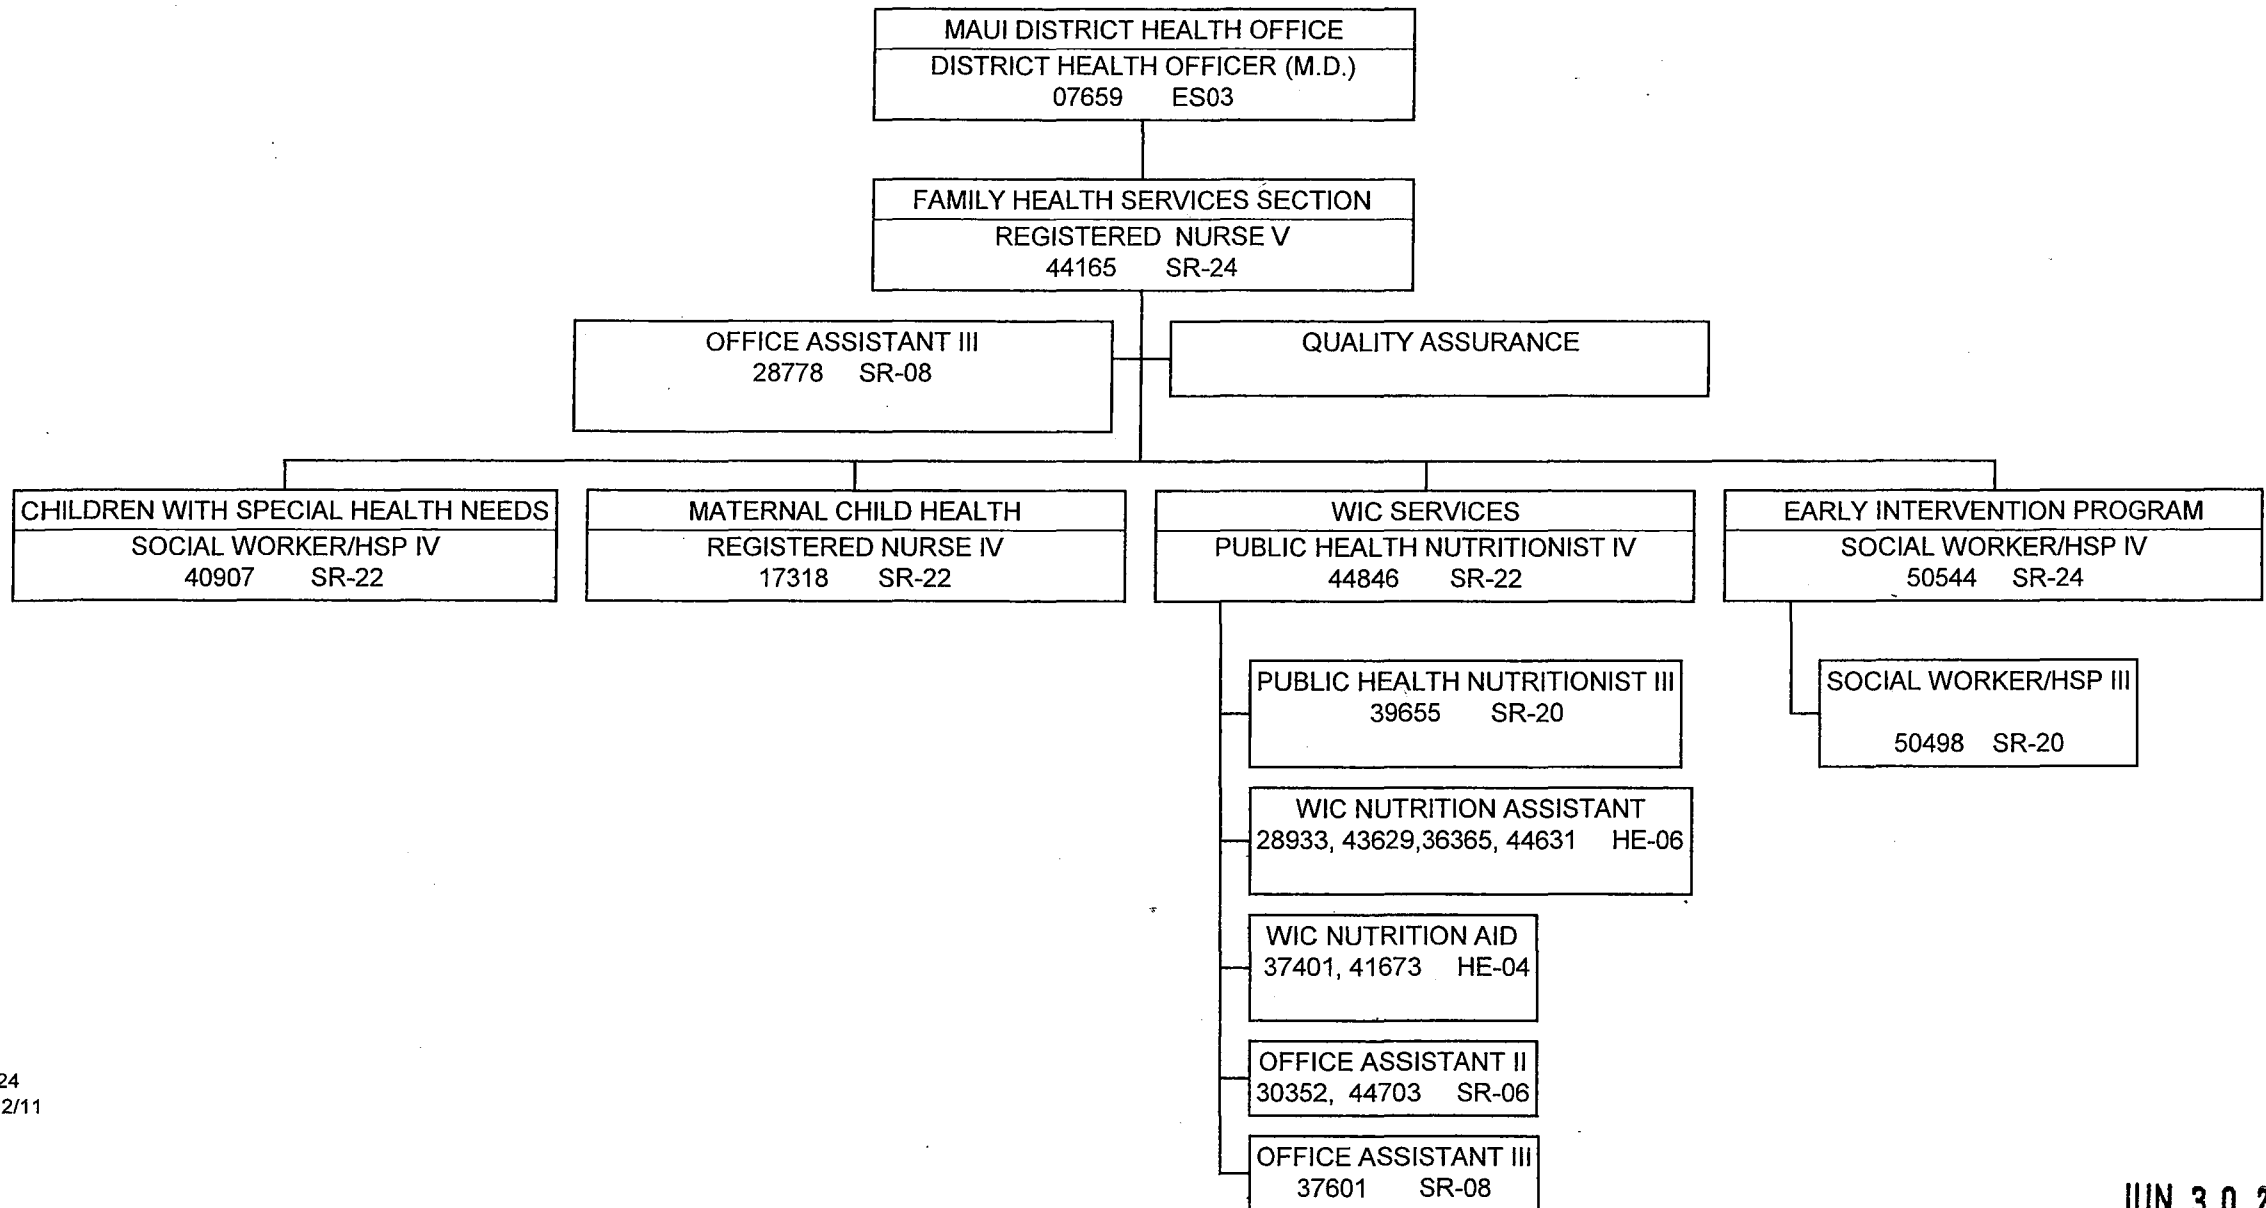 MAUI DISTRICT HEALTH OFFICE
DISTRICT HEALTH OFFICER (M.D.)
07659 ES03
FAMILY HEALTH SERVICES SECTION
REGISTERED NURSE V
44165 SR-24
OFFICE ASSISTANT III
28778 SR-08
QUALITY ASSURANCE
CHILDREN WITH SPECIAL HEALTH NEEDS
SOCIAL WORKER/HSP IV
40907 SR-22
MATERNAL CHILD HEALTH
REGISTERED NURSE IV
17318 SR-22
WIC SERVICES
PUBLIC HEALTH NUTRITIONIST IV
44846 SR-22
EARLY INTERVENTION PROGRAM
SOCIAL WORKER/HSP IV
50544 SR-24
PUBLIC HEALTH NUTRITIONIST III
39655 SR-20
SOCIAL WORKER/HSP III
50498 SR-20
WIC NUTRITION ASSISTANT
28933, 43629,36365, 44631 HE-06
WIC NUTRITION AID
37401, 41673 HE-04
OFFICE ASSISTANT II
30352, 44703 SR-06
OFFICE ASSISTANT III
37601 SR-08
24
2/11
JUN 30 2